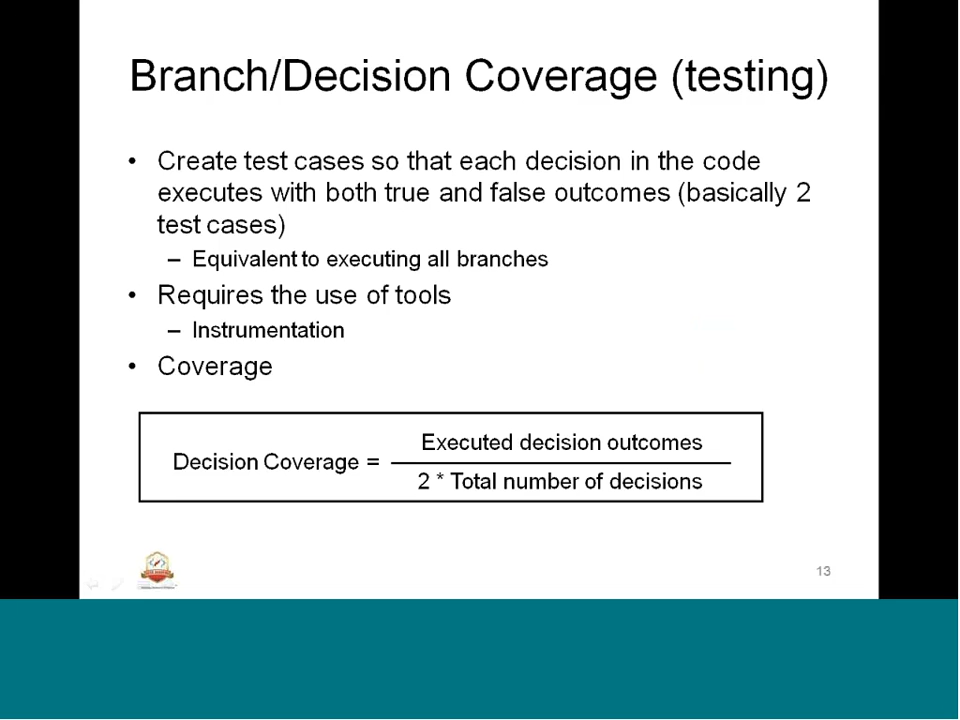 Branch/Decision Coverage (testing)
• Create test cases so that each decision in the code
executes with both true and false outcomes (basically 2
test cases)
– Equivalent to executing all branches
• Requires the use of tools
– Instrumentation
• Coverage
Decision Coverage =
Executed decision outcomes
2 * Total number of decisions
13